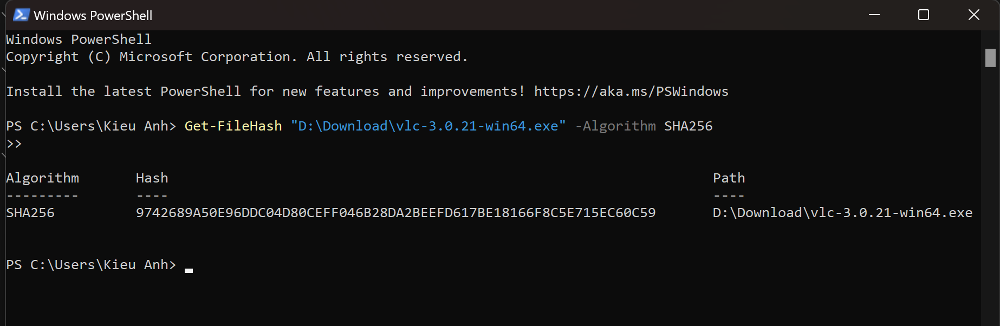 Windows PowerShell
Windows PowerShell
Copyright (C) Microsoft Corporation. All rights reserved.
Install the latest PowerShell for new features and improvements! https://aka.ms/PSWindows
PS C:\Users\Kieu Anh> Get-FileHash "D:\Download\vlc-3.0.21-win64.exe" -Algorithm SHA256
>>
Algorithm       Hash                                                                   Path
---------       ----                                                                   ----
SHA256          9742689A50E96DDC04D80CEFF046B28DA2BEEFD617BE18166F8C5E715EC60C59       D:\Download\vlc-3.0.21-win64.exe
PS C:\Users\Kieu Anh>